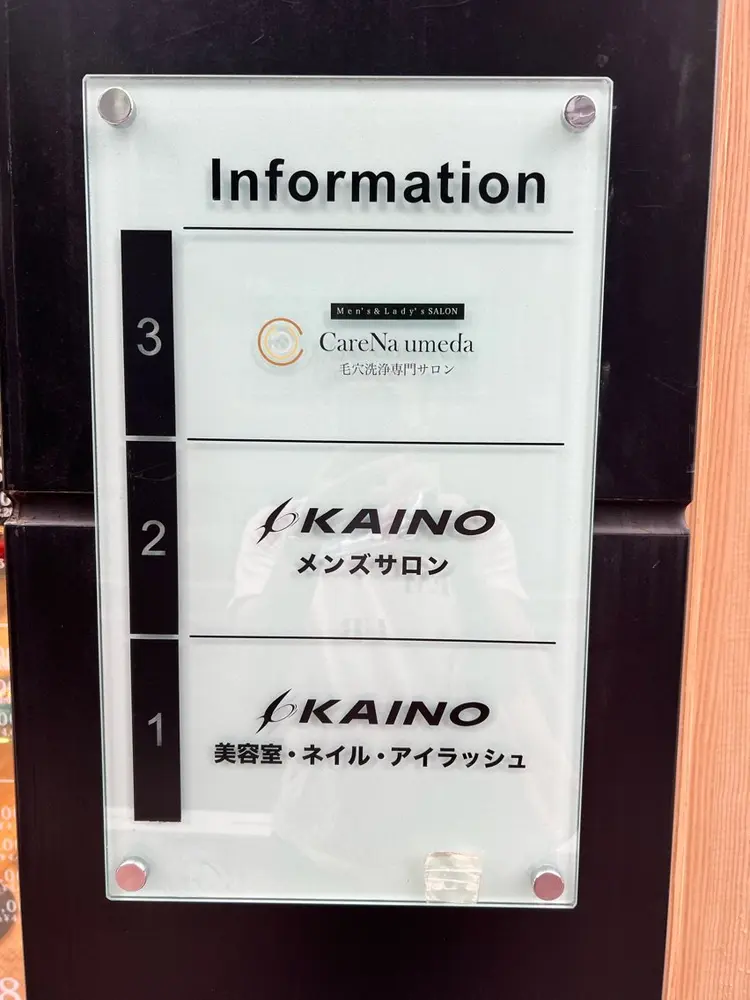 Information
3
Men's & Lady's SALON
CareNa umeda
毛穴洗浄専門サロン
2
KAINO
メンズサロン
1
KAINO
美容室・ネイル・アイラッシュ